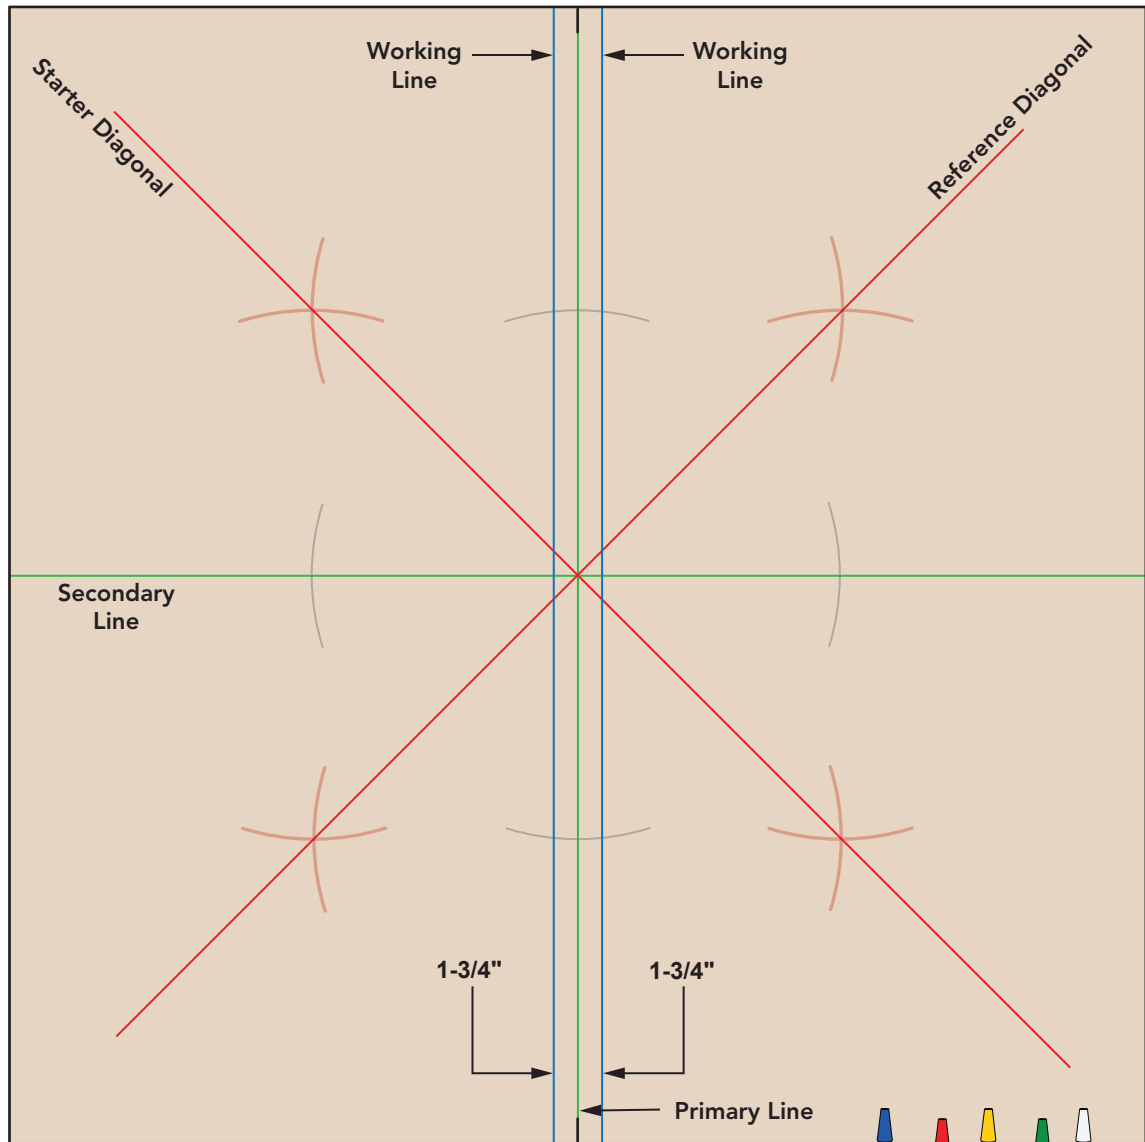 Working
Line
Working
Line
Starter Diagonal
Reference Diagonal
Secondary
Line
1-3/4"
1-3/4"
Primary Line